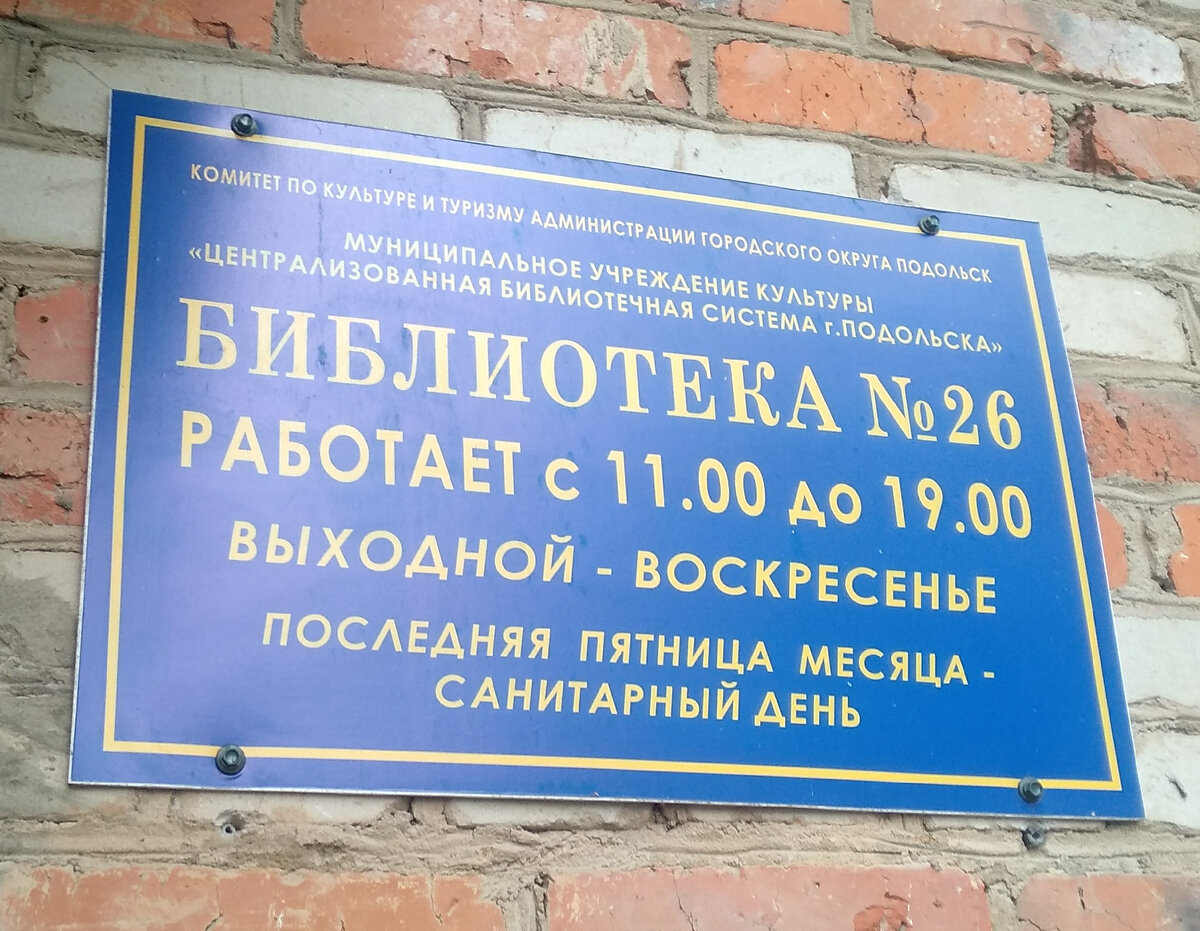 КОМИТЕТ ПО КУЛЬТУРЕ И ТУРИЗМУ АДМИНИСТРАЦИИ ГОРОДСКОГО ОКРУГА ПОДОЛЬСК
МУНИЦИПАЛЬНОЕ УЧРЕЖДЕНИЕ КУЛЬТУРЫ
«ЦЕНТРАЛИЗОВАННАЯ БИБЛИОТЕЧНАЯ СИСТЕМА г.ПОДОЛЬСКА»
БИБЛИОТЕКА №26
РАБОТАЕТ с 11.00 до 19.00
ВЫХОДНОЙ - ВОСКРЕСЕНЬЕ
ПОСЛЕДНЯЯ ПЯТНИЦА МЕСЯЦА -
САНИТАРНЫЙ ДЕНЬ